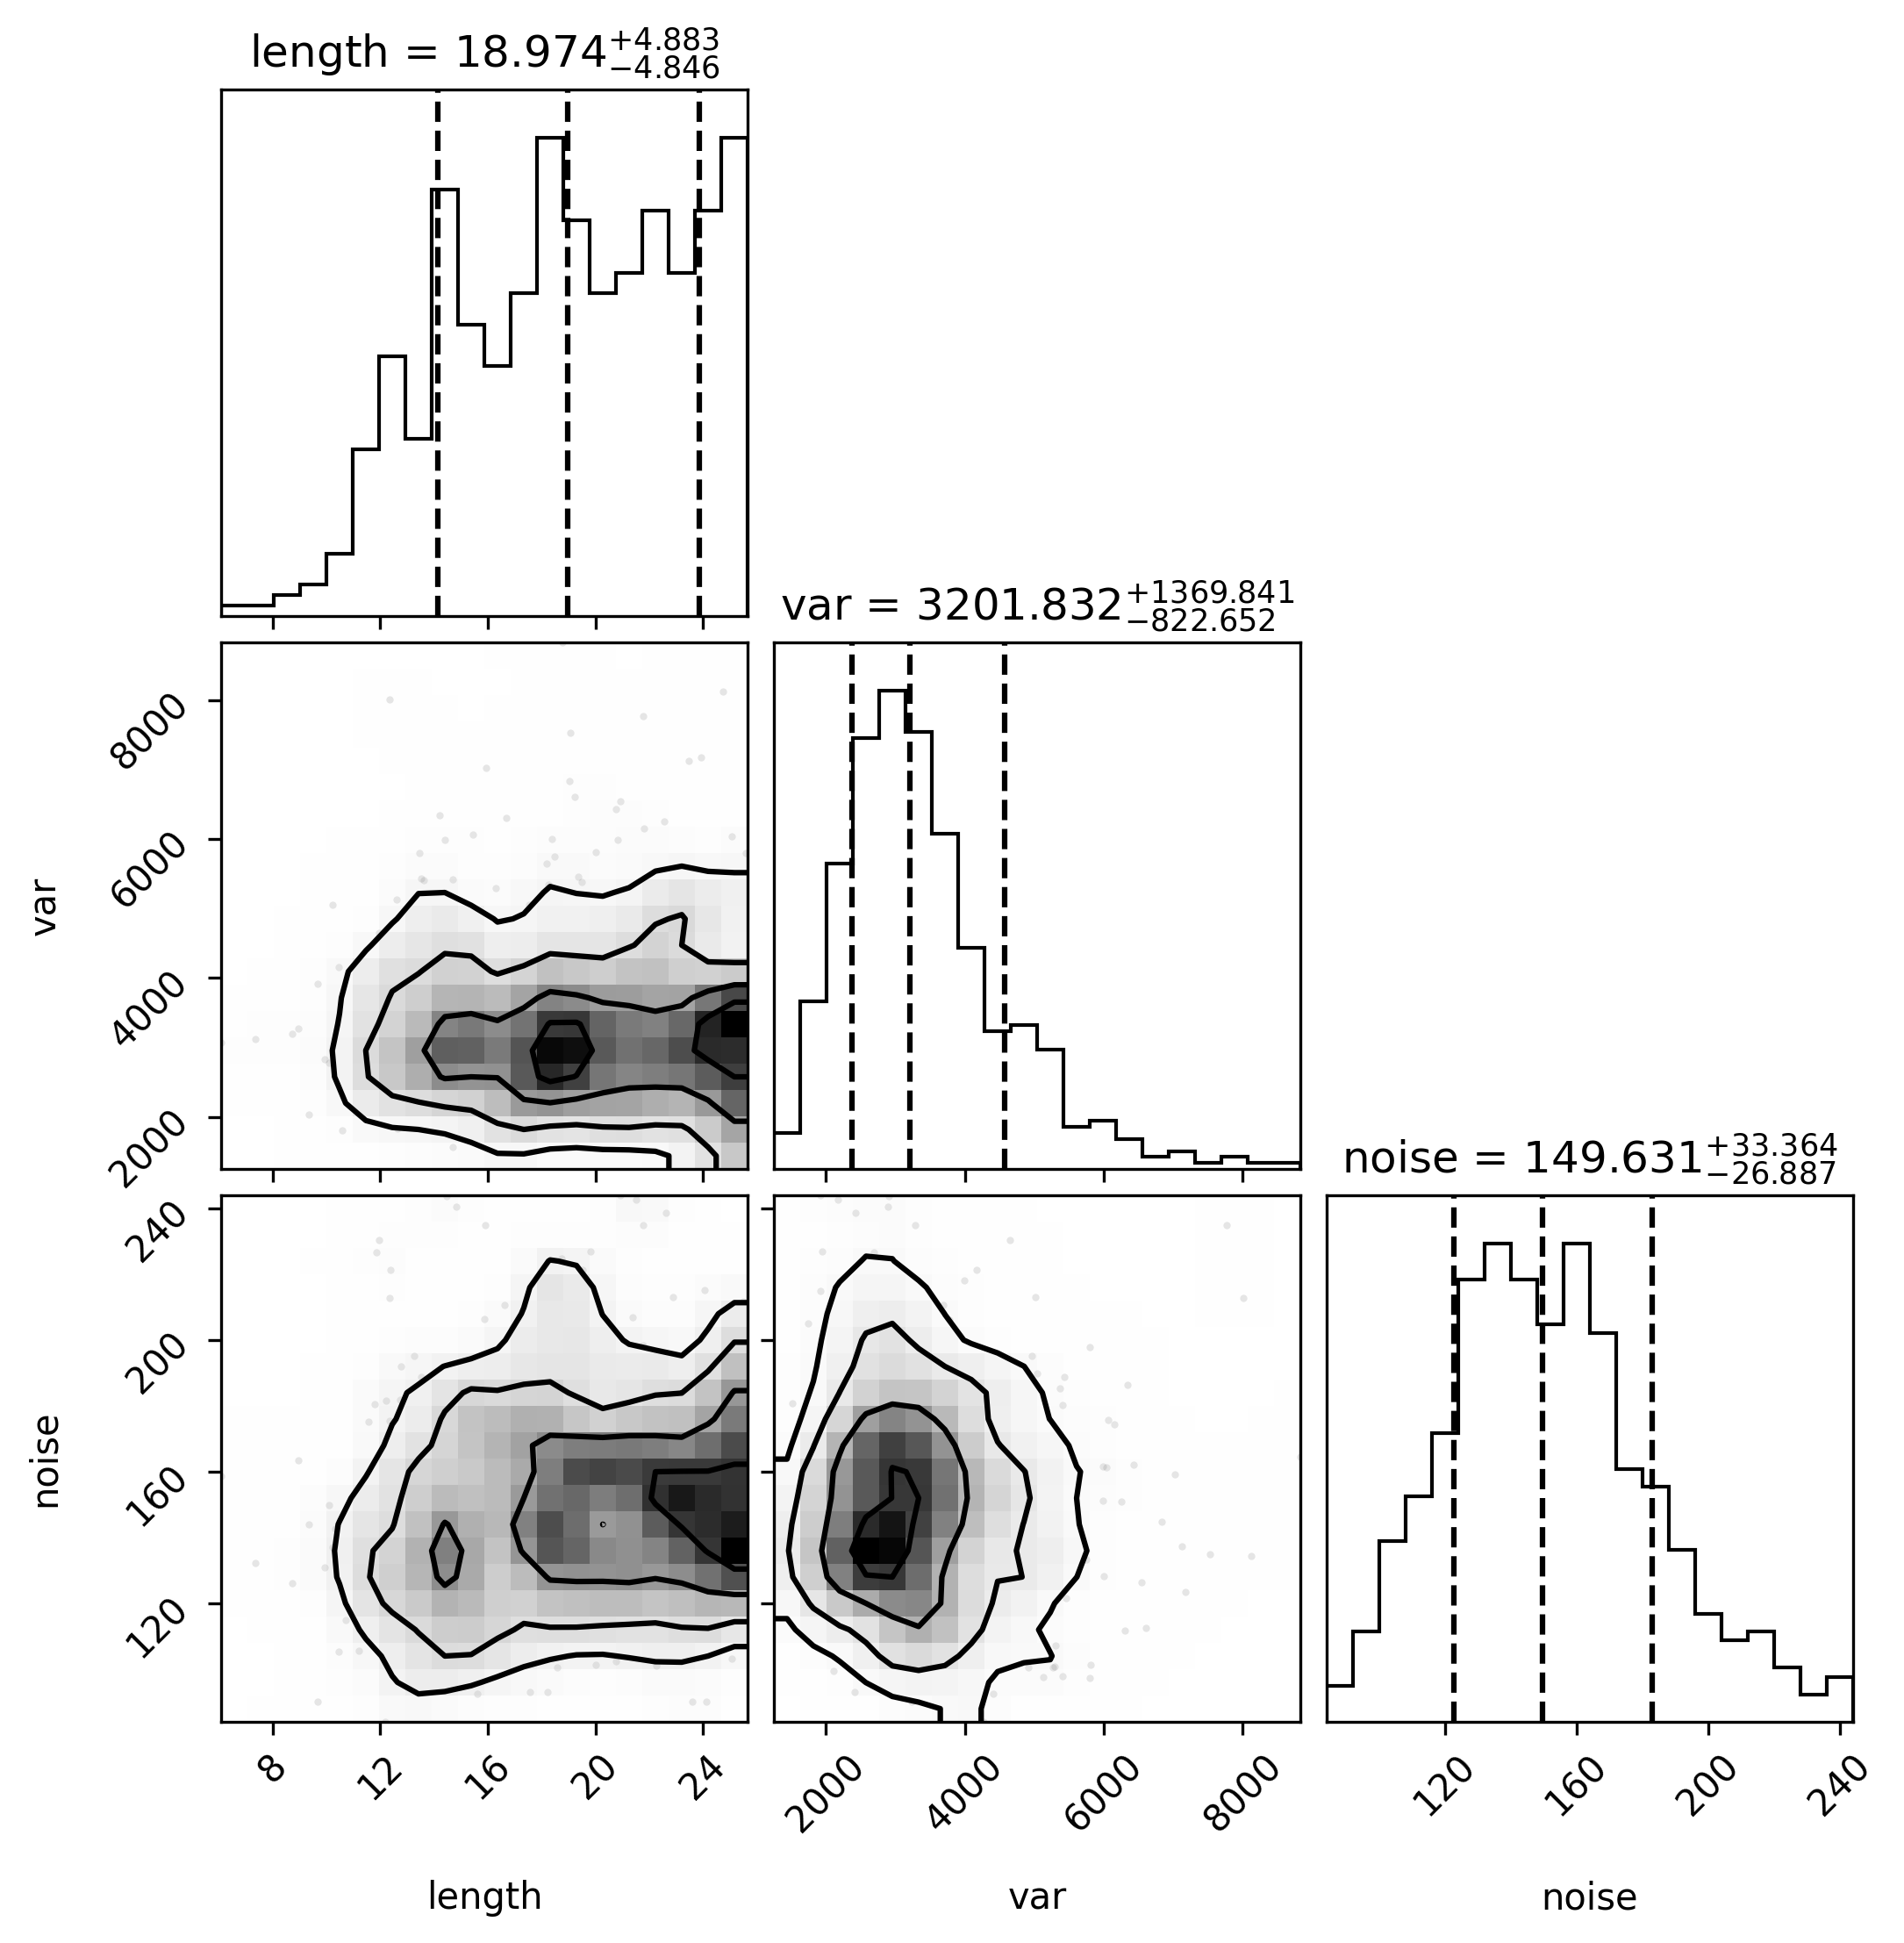 length = 18.974 +4.883 −4.846
var = 3201.832 +1369.841 −822.652
8000
6000
4000
2000
var
noise = 149.631 +33.364 −26.887
240
200
160
120
noise
8 12 16 20 24
2000 4000 6000 8000
120 160 200 240
length var noise